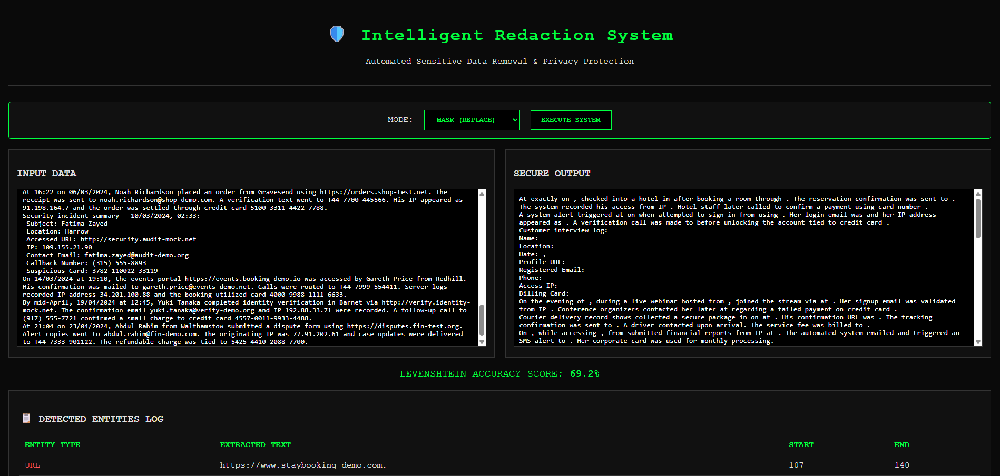 Intelligent Redaction System
Automated Sensitive Data Removal & Privacy Protection
MODE:
MASK (REPLACE)
EXECUTE SYSTEM
INPUT DATA
At 16:22 on 06/03/2024, Noah Richardson placed an order from Gravesend using https://orders.shop-test.net. The
receipt was sent to noah.richardson@shop-demo.com. A verification text went to +44 7700 445566. His IP appeared as
91.198.164.7 and the order was settled through credit card 5100-3311-4422-7788.
Security incident summary — 10/03/2024, 02:33:
Subject: Fatima Zayed
Location: Harrow
Accessed URL: http://security.audit-mock.net
IP: 109.155.21.90
Contact Email: fatima.zayed@audit-demo.org
Callback Number: (315) 555-8893
Suspicious Card: 3782-110022-33119
On 14/03/2024 at 19:10, the events portal https://events.booking-demo.io was accessed by Gareth Price from Redhill.
His confirmation was mailed to gareth.price@events-demo.net. Calls were routed to +44 7999 554411. Server logs
recorded IP address 34.201.100.88 and the booking utilized card 4000-9988-1111-6633.
By mid-April, 19/04/2024 at 12:45, Yuki Tanaka completed identity verification in Barnet via http://verify.identity-
mock.net. The confirmation email yuki.tanaka@verify-demo.org and IP 192.88.33.71 were recorded. A follow-up call to
(917) 555-7721 confirmed a small charge to credit card 4557-0011-9933-4488.
At 21:04 on 23/04/2024, Abdul Rahim from Walthamstow submitted a dispute form using https://disputes.fin-test.org.
Alert copies went to abdul.rahim@fin-demo.com. The originating IP was 77.91.202.61 and case updates were delivered
to +44 7333 901122. The refundable charge was tied to 5425-4410-2088-7700.
SECURE OUTPUT
At exactly on , checked into a hotel in after booking a room through . The reservation confirmation was sent to .
The system recorded his access from IP . Hotel staff later called to confirm a payment using card number .
A system alert triggered at on when attempted to sign in from using . Her login email was and her IP address
appeared as . A verification call was made to before unlocking the account tied to credit card .
Customer interview log:
Name:
Location:
Date: ,
Profile URL:
Registered Email:
Phone:
Access IP:
Billing Card:
On the evening of , during a live webinar hosted from , joined the stream via at . Her signup email was validated
from IP . Conference organizers contacted her later at regarding a failed payment on credit card .
Courier delivery record shows collected a secure package in on at . His confirmation URL was . The tracking
confirmation was sent to . A driver contacted upon arrival. The service fee was billed to .
On , while accessing , from submitted financial reports from IP at . The automated system emailed and triggered an
SMS alert to . Her corporate card was used for monthly processing.
LEVENSHTEIN ACCURACY SCORE: 69.2%
DETECTED ENTITIES LOG
ENTITY TYPE EXTRACTED TEXT START END
URL https://www.staybooking-demo.com. 107 140